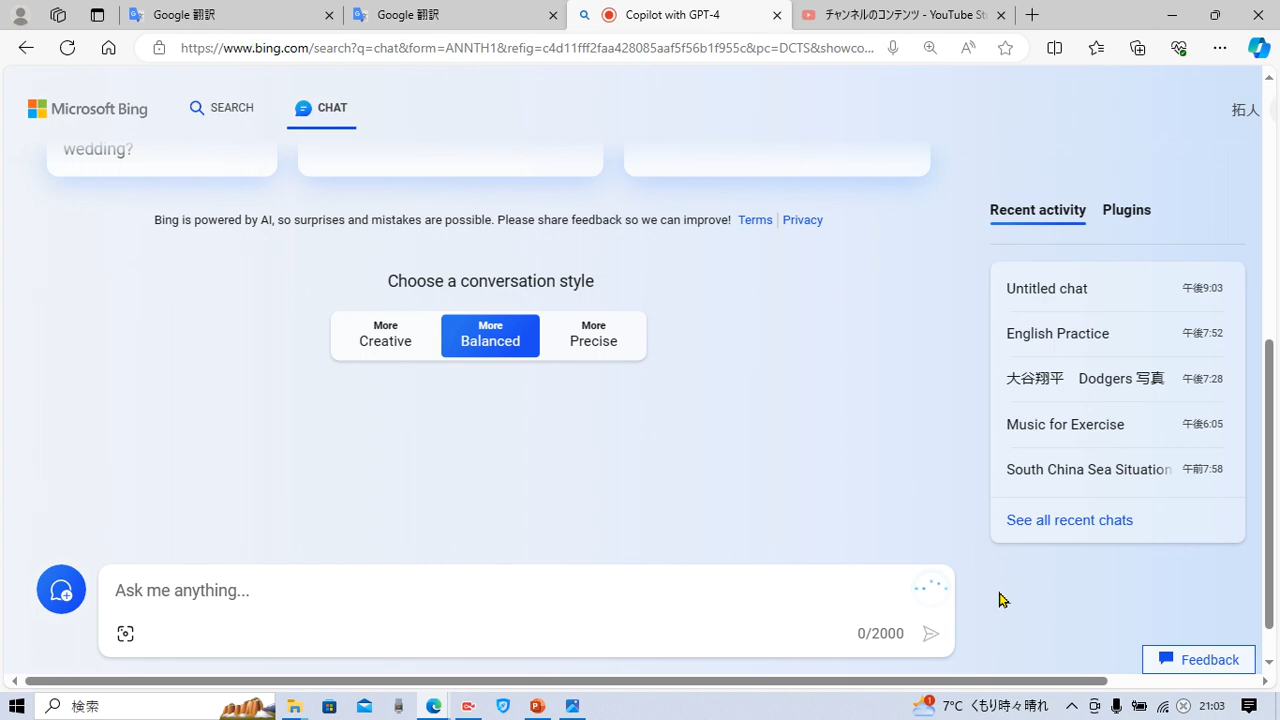 Google 翻訳
Google 翻訳
Copilot with GPT-4
チャンネルのコンテンツ - YouTube St
https://www.bing.com/search?q=chat&form=ANNTH1&refig=c4d11fff2faa428085aaf5f56b1f955c&pc=DCTS&showco...
Microsoft Bing
SEARCH
CHAT
拓人
wedding?
Bing is powered by AI, so surprises and mistakes are possible. Please share feedback so we can improve! Terms | Privacy
Recent activity Plugins
Choose a conversation style
More Creative
More Balanced
More Precise
Untitled chat 午後9:03
English Practice 午後7:52
大谷翔平　Dodgers 写真 午後7:28
Music for Exercise 午後6:05
South China Sea Situation 午前7:58
See all recent chats
Ask me anything...
0/2000
Feedback
検索
7°C くもり時々晴れ
21:03